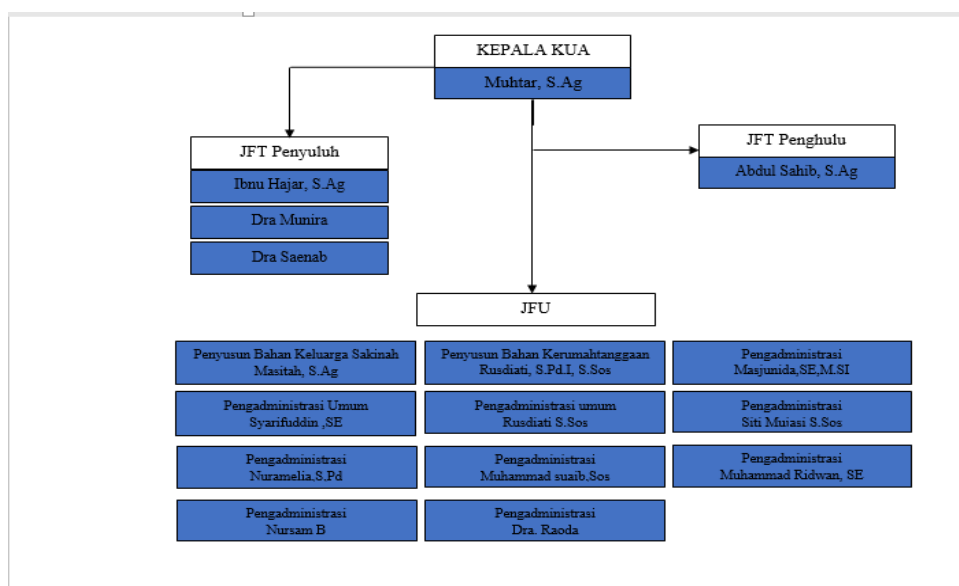 KEPALA KUA
Muhtar, S.Ag
JFT Penyuluh
Ibnu Hajar, S.Ag
Dra Munira
Dra Saenab
JFT Penghulu
Abdul Sahib, S.Ag
JFU
Penyusun Bahan Keluarga Sakinah
Masitah, S.Ag
Penyusun Bahan Kerumahtanggaan
Rusdiati, S.Pd.I, S.Sos
Pengadministrasi
Masjunida,SE,M.SI
Pengadministrasi Umum
Syarifuddin ,SE
Pengadministrasi umum
Rusdiati S.Sos
Pengadministrasi
Siti Muiasi S.Sos
Pengadministrasi
Nuramelia,S.Pd
Pengadministrasi
Muhammad suaib,Sos
Pengadministrasi
Muhammad Ridwan, SE
Pengadministrasi
Nursam B
Pengadministrasi
Dra. Raoda